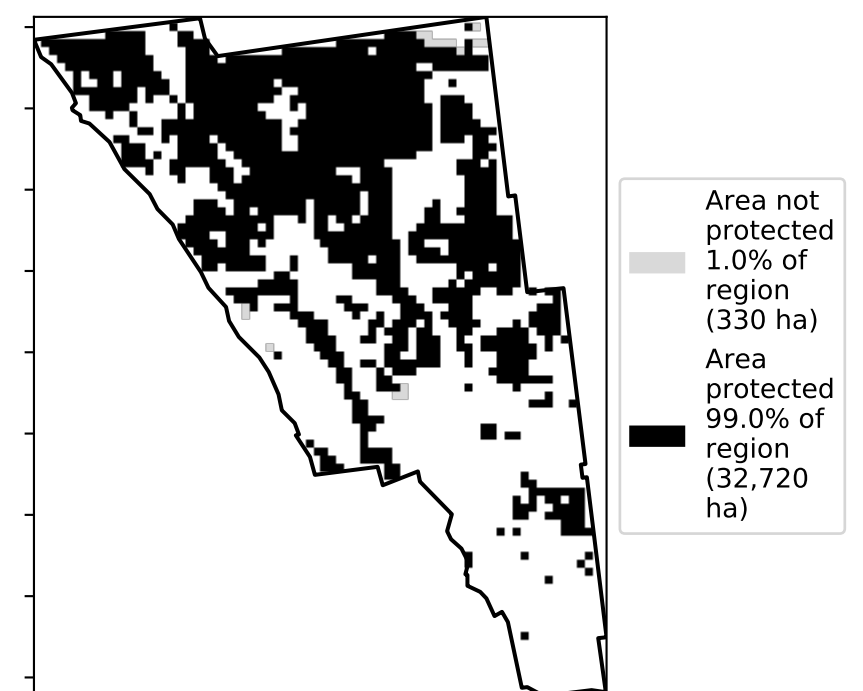 Area not
protected
1.0% of
region
(330 ha)
Area
protected
99.0% of
region
(32,720
ha)